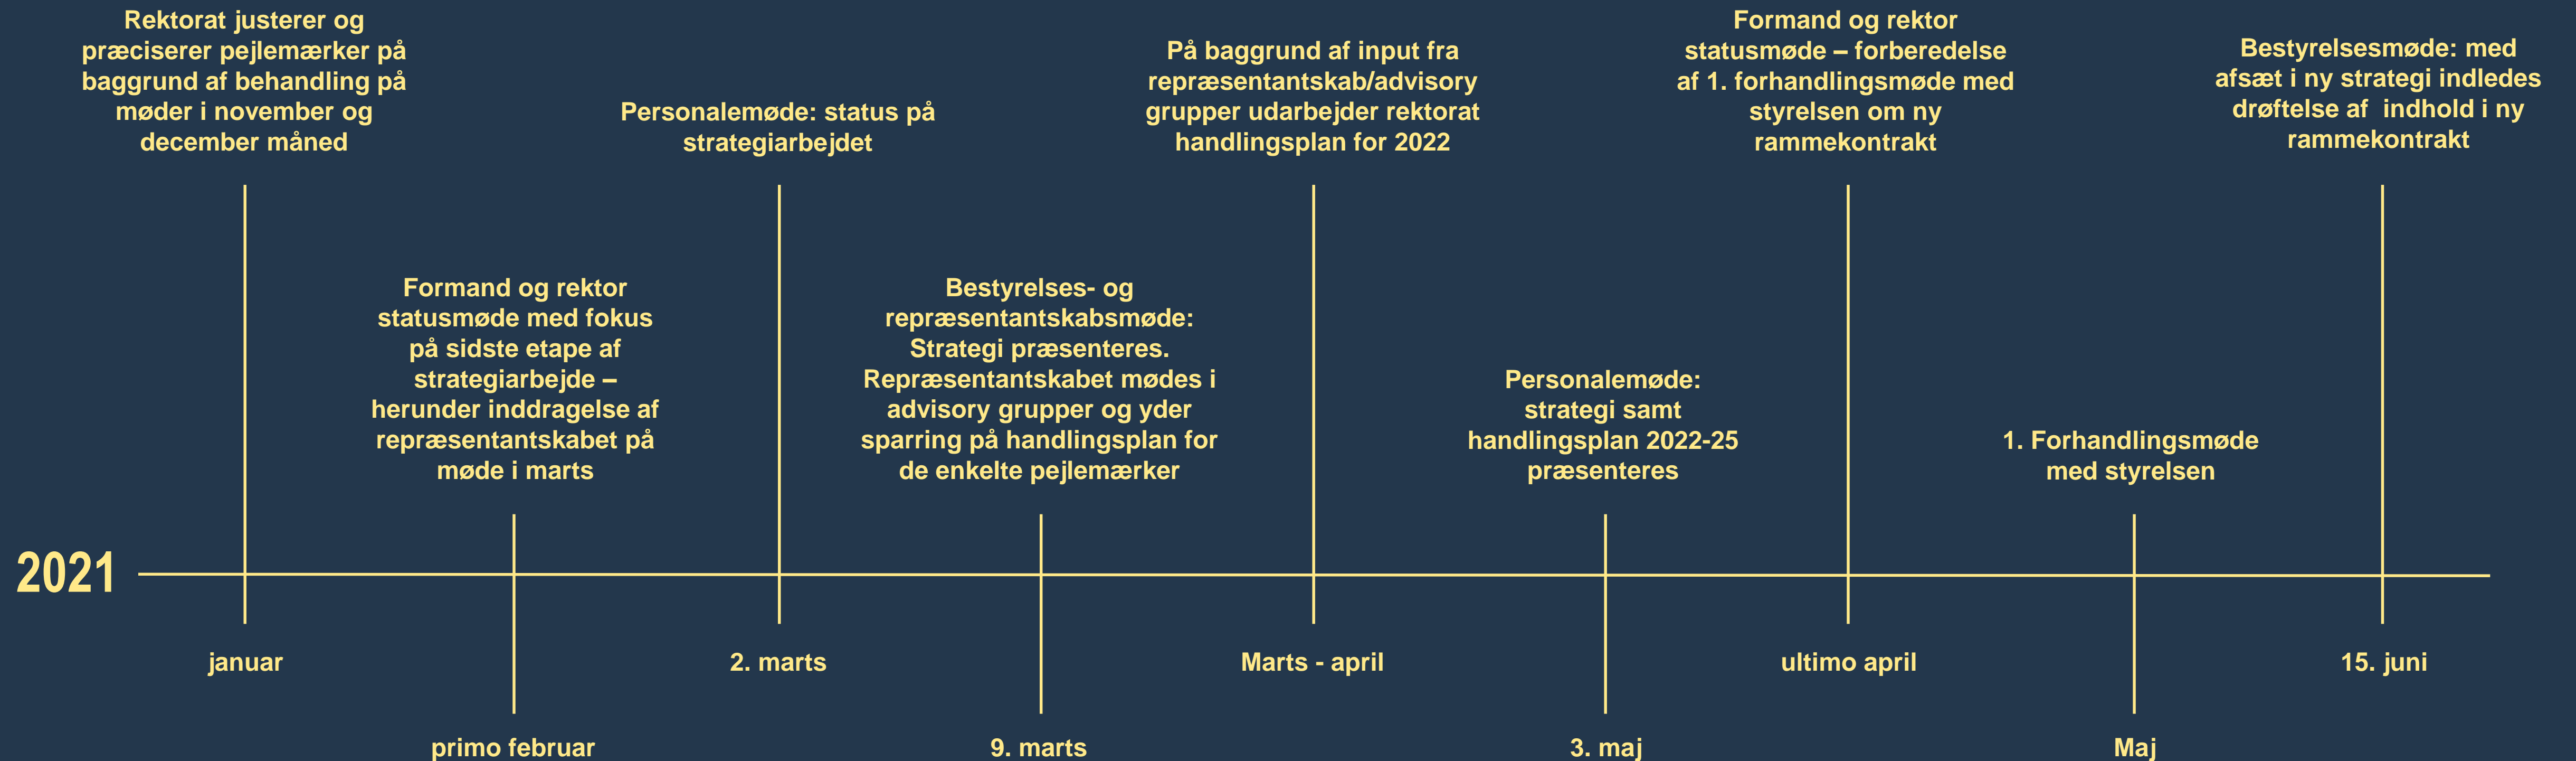 Rektorat justerer og
præciserer pejlemærker på
baggrund af behandling på
møder i november og
december måned
Personalemøde: status på
strategiarbejdet
På baggrund af input fra
repræsentantskab/advisory
grupper udarbejder rektorat
handlingsplan for 2022
Formand og rektor
statusmøde – forberedelse
af 1. forhandlingsmøde med
styrelsen om ny
rammekontrakt
Bestyrelsesmøde: med
afsæt i ny strategi indledes
drøftelse af indhold i ny
rammekontrakt
Formand og rektor
statusmøde med fokus
på sidste etape af
strategiarbejde –
herunder inddragelse af
repræsentantskabet på
møde i marts
Bestyrelses- og
repræsentantskabsmøde:
Strategi præsenteres.
Repræsentantskabet mødes i
advisory grupper og yder
sparring på handlingsplan for
de enkelte pejlemærker
Personalemøde:
strategi samt
handlingsplan 2022-25
præsenteres
1. Forhandlingsmøde
med styrelsen
2021
januar
2. marts
Marts - april
ultimo april
15. juni
primo februar
9. marts
3. maj
Maj